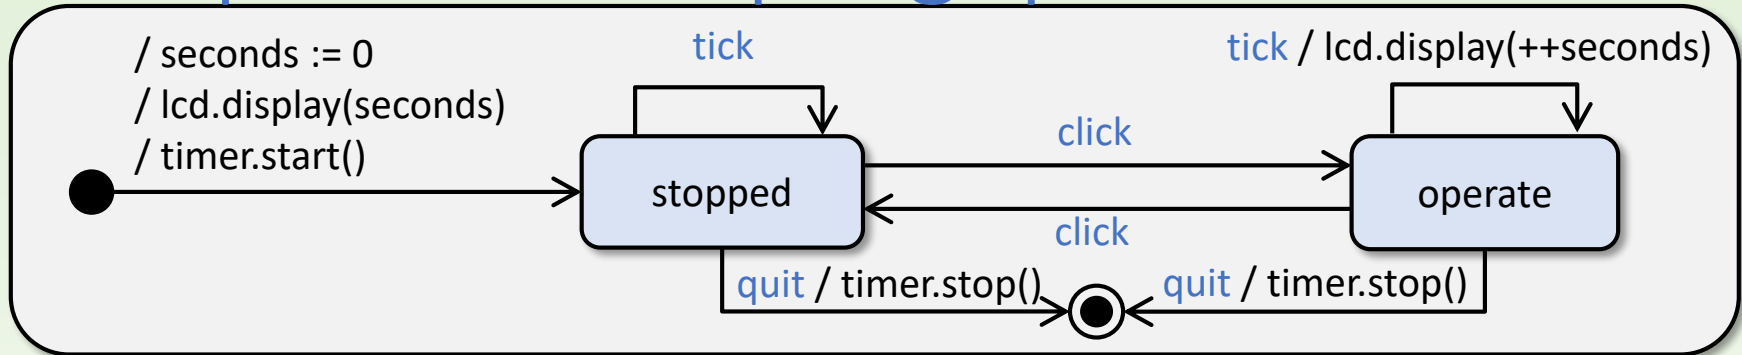 / seconds := 0
/ lcd.display(seconds)
/ timer.start()
tick
tick / lcd.display(++seconds)
click
stopped
operate
click
quit / timer.stop()
quit / timer.stop()